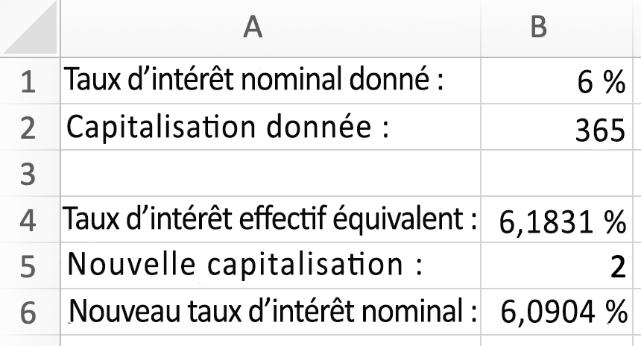 A B
1 Taux d’intérêt nominal donné : 6 %
2 Capitalisation donnée : 365
3
4 Taux d’intérêt effectif équivalent : 6,1831 %
5 Nouvelle capitalisation : 2
6 Nouveau taux d’intérêt nominal : 6,0904 %